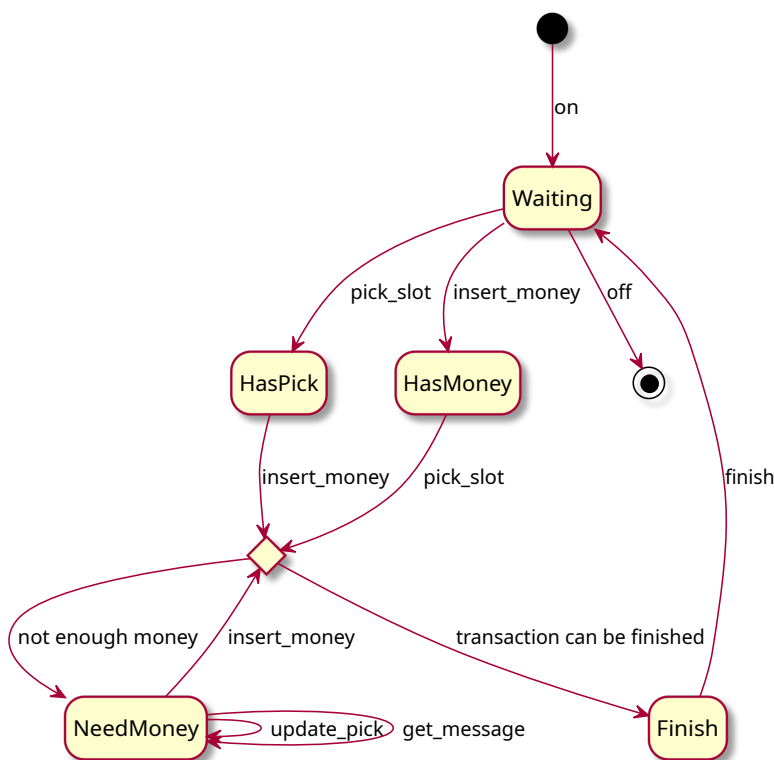 on
Waiting
pick_slot
insert_money
off
HasPick
HasMoney
insert_money
pick_slot
finish
not enough money
insert_money
transaction can be finished
NeedMoney
update_pick
get_message
Finish